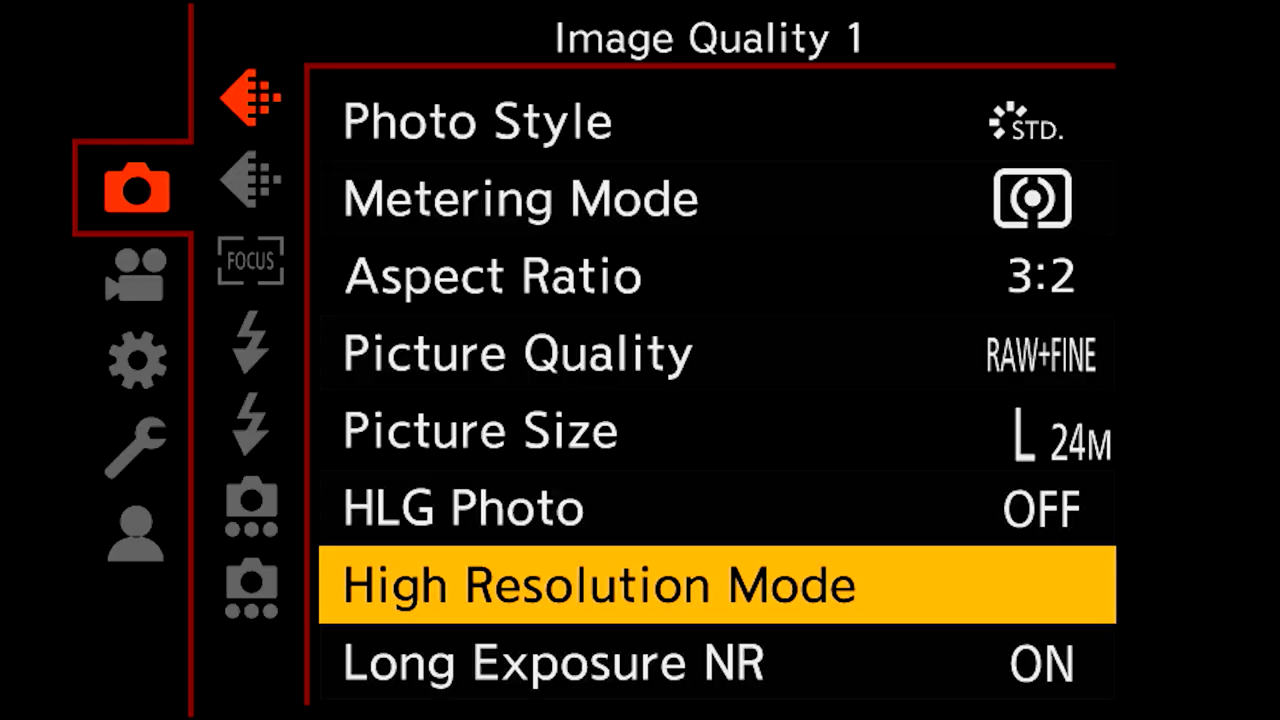 Image Quality 1
Photo Style STD.
Metering Mode
Aspect Ratio 3:2
FOCUS
Picture Quality RAW+FINE
Picture Size L 24M
HLG Photo OFF
High Resolution Mode
Long Exposure NR ON